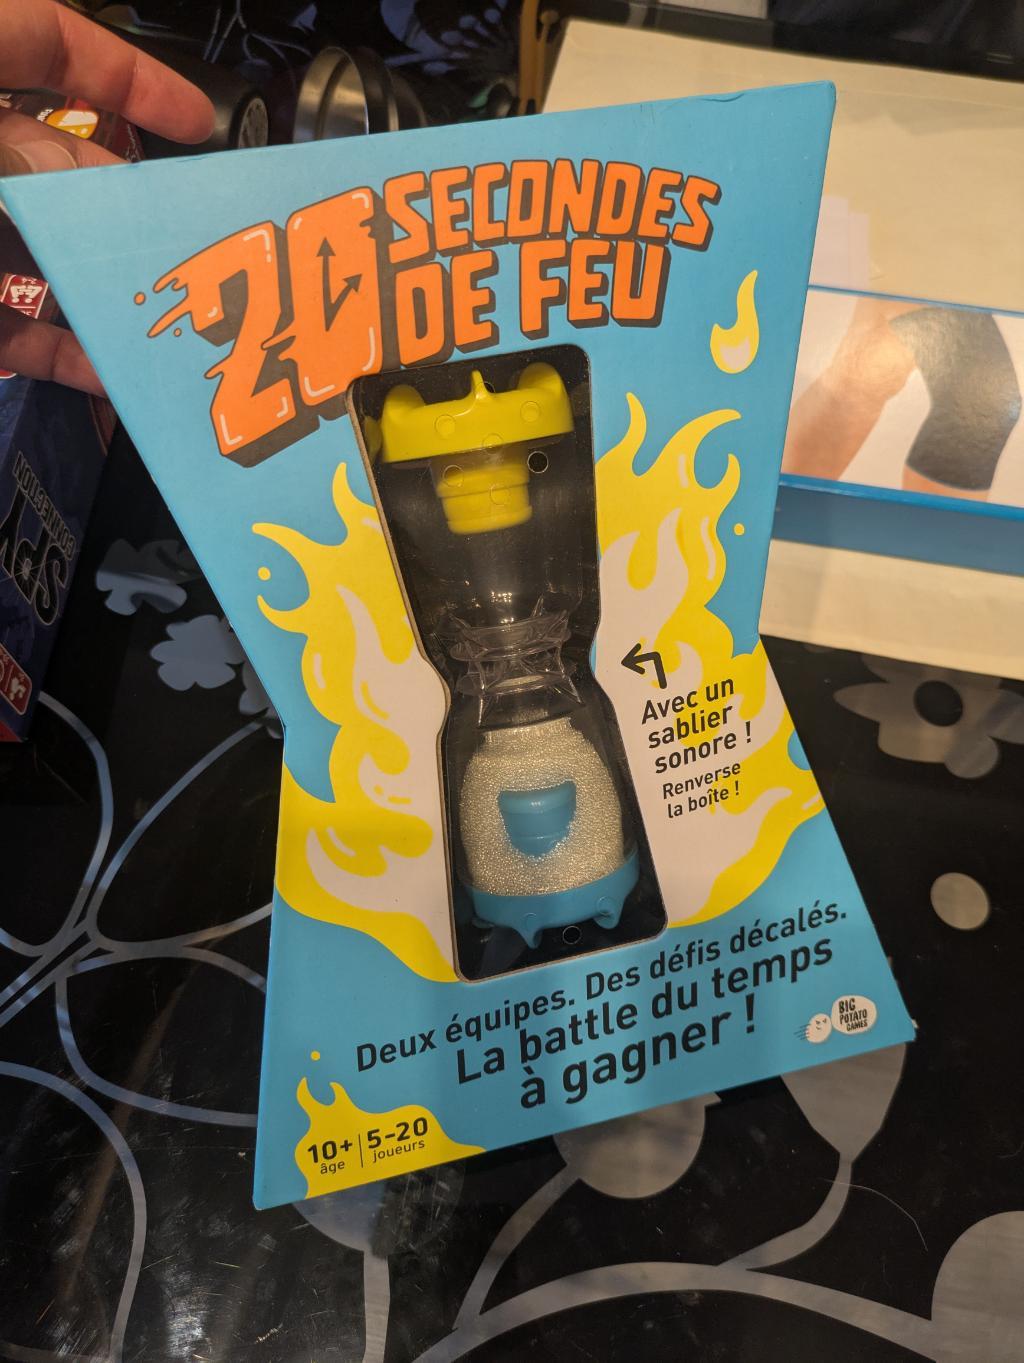 20 SECONDES
DE FEU
Avec un
sablier
sonore !
Renverse
la boîte !
Deux équipes. Des défis décalés.
La battle du temps
à gagner !
BIG
POTATO
GAMES
10+
âge
5-20
joueurs
CONNECTION